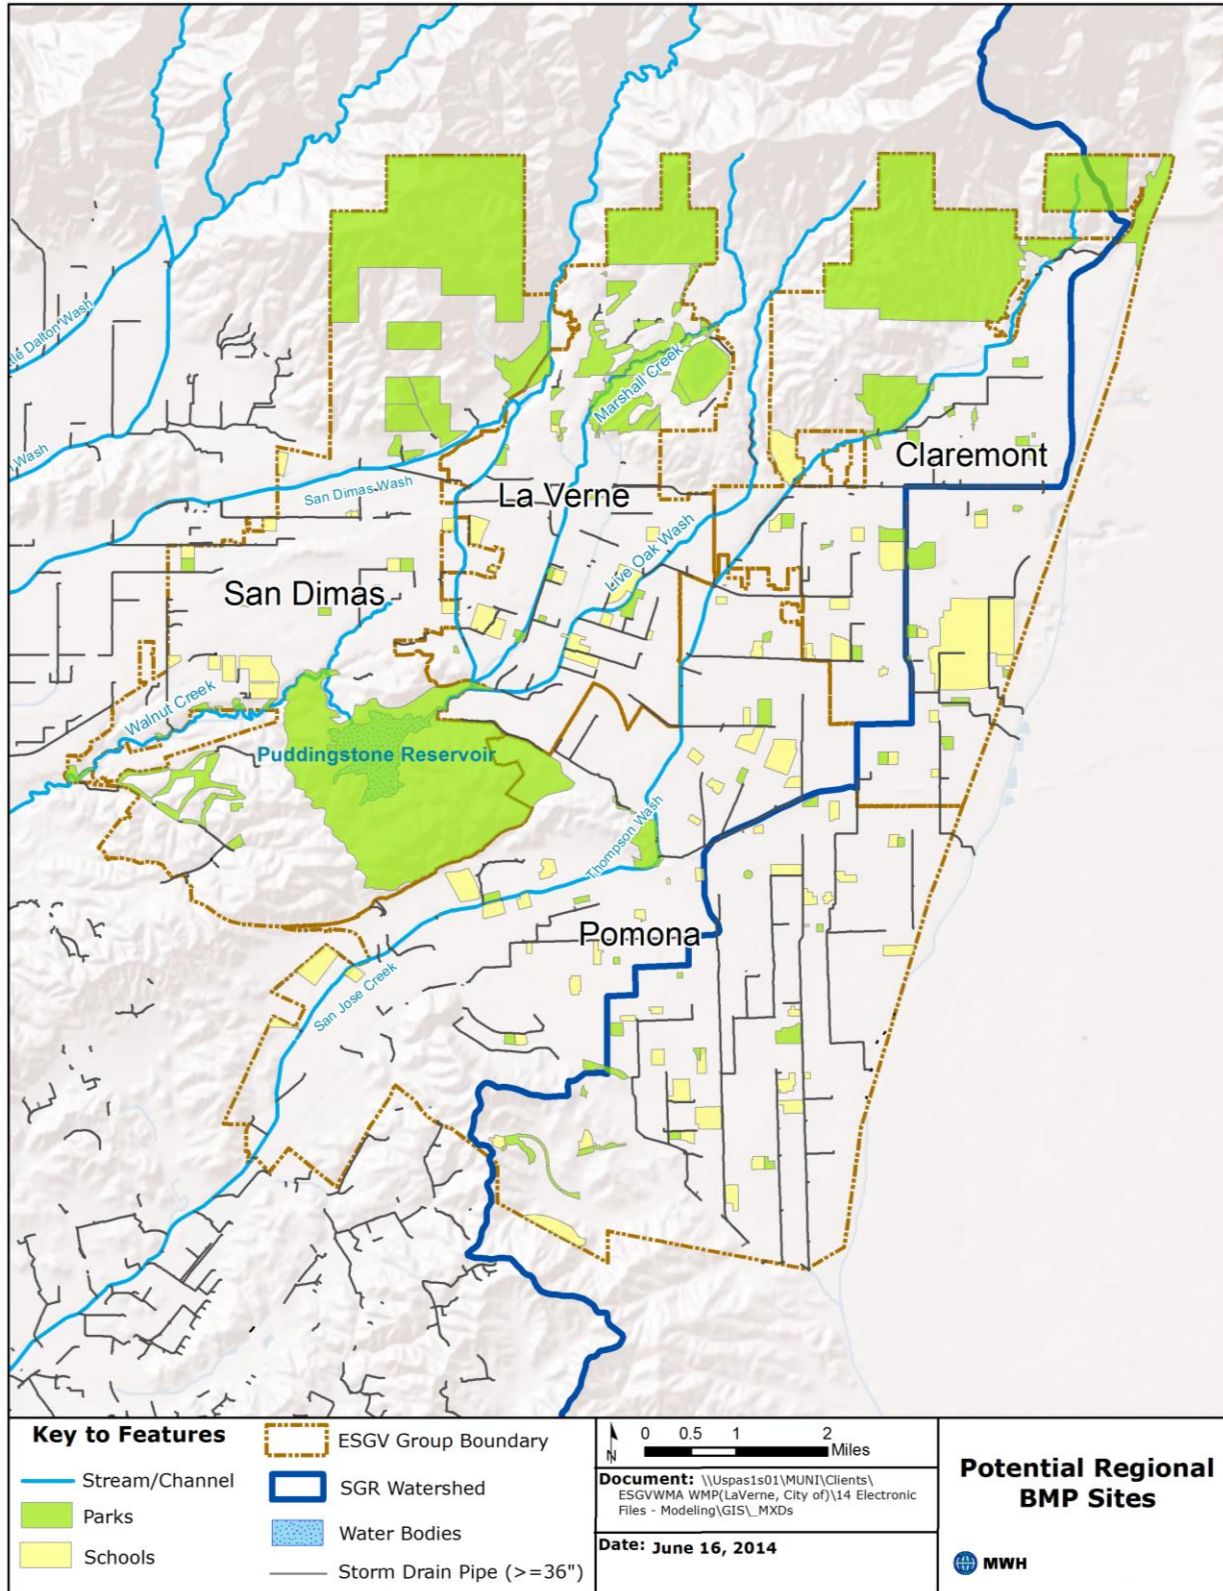 tle Dalton Wash
Marshall Creek
n Wash
Claremont
San Dimas Wash
La Verne
Live Oak Wash
San Dimas
Walnut Creek
Puddingstone Reservoir
Thompson Wash
Pomona
San Jose Creek
Key to Features
Stream/Channel
Parks
Schools
ESGV Group Boundary
SGR Watershed
Water Bodies
Storm Drain Pipe (>=36")
N
0 0.5 1 2
Miles
Document: \\Uspas1s01\MUNI\Clients\
ESGVWMA WMP(LaVerne, City of)\14 Electronic
Files - Modeling\GIS\_MXDs
Date: June 16, 2014
Potential Regional
BMP Sites
MWH